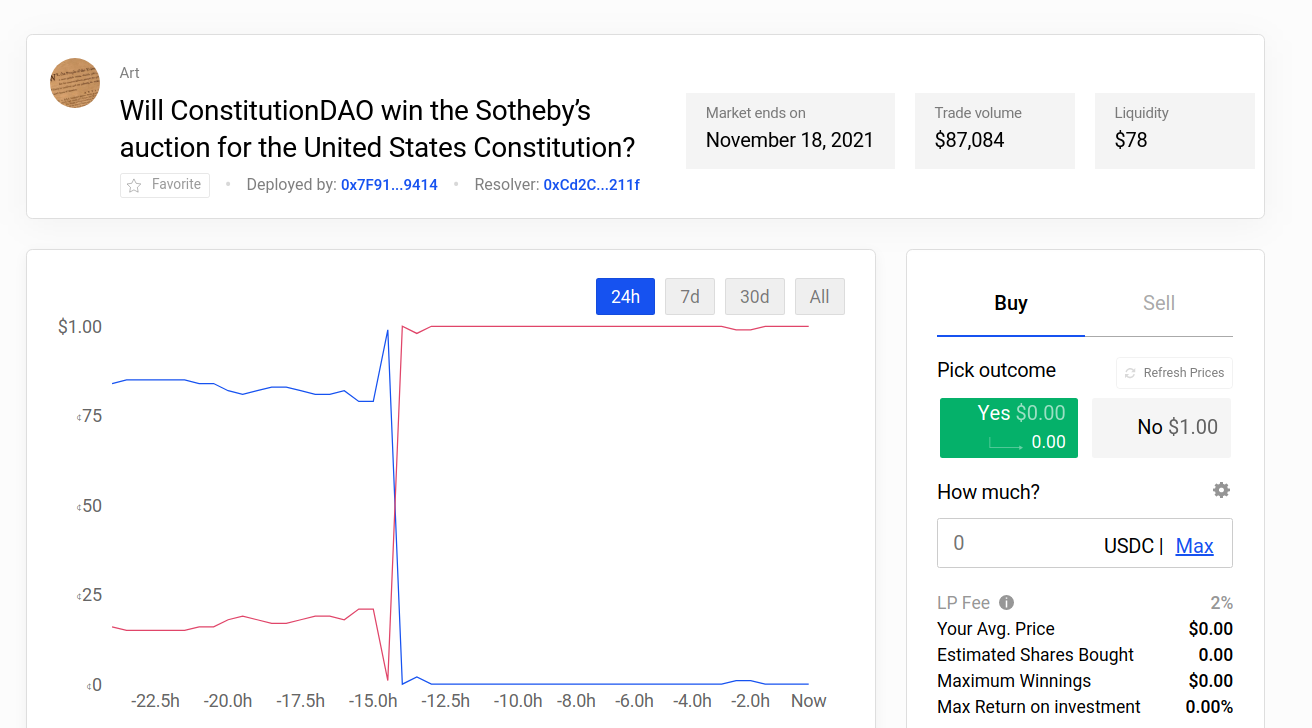 Art
Will ConstitutionDAO win the Sotheby’s
auction for the United States Constitution?
Favorite • Deployed by: 0x7F91...9414 • Resolver: 0xCd2C...211f
Market ends on
November 18, 2021
Trade volume
$87,084
Liquidity
$78
24h 7d 30d All
$1.00
¢75
¢50
¢25
¢0
-22.5h -20.0h -17.5h -15.0h -12.5h -10.0h -8.0h -6.0h -4.0h -2.0h Now
Buy Sell
Pick outcome Refresh Prices
Yes $0.00
0.00
No $1.00
How much?
0 USDC | Max
LP Fee 2%
Your Avg. Price $0.00
Estimated Shares Bought 0.00
Maximum Winnings $0.00
Max Return on investment 0.00%